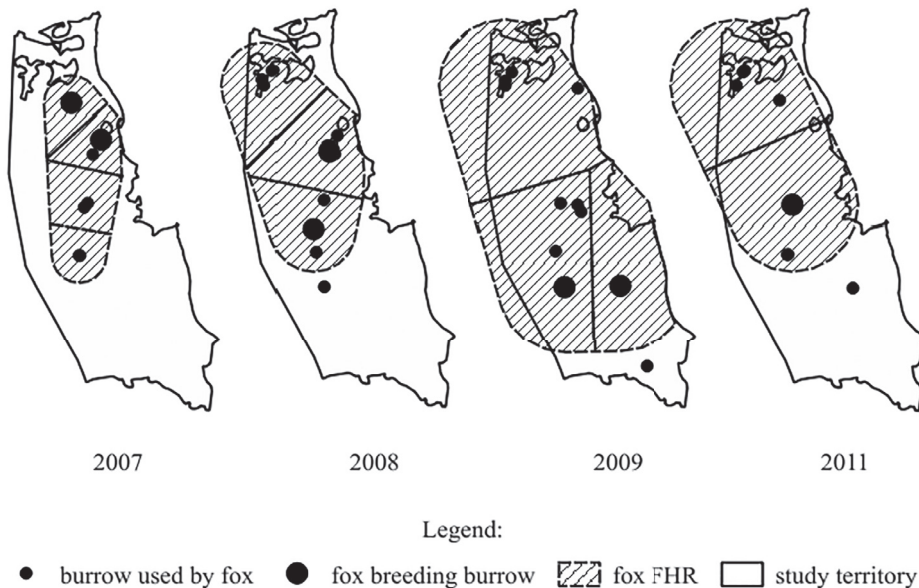 2007 2008 2009 2011
Legend:
burrow used by fox fox breeding burrow fox FHR study territory